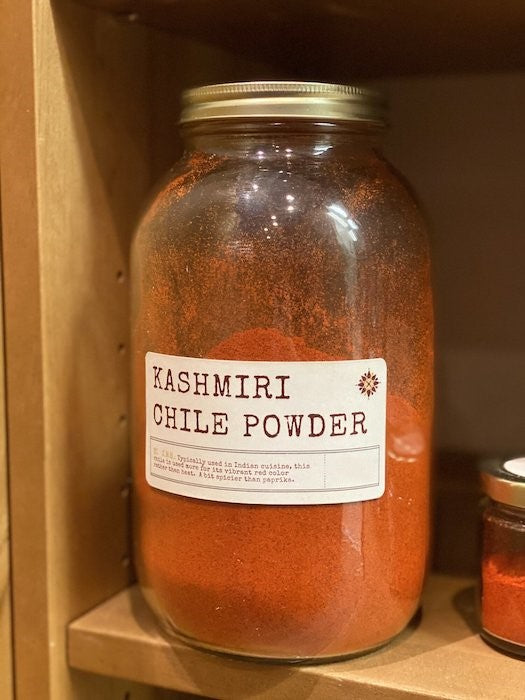 KASHMIRI
CHILE POWDER
Typically used in Indian cuisine, this
chile is used more for its vibrant red color
rather than heat. A bit spicier than paprika.